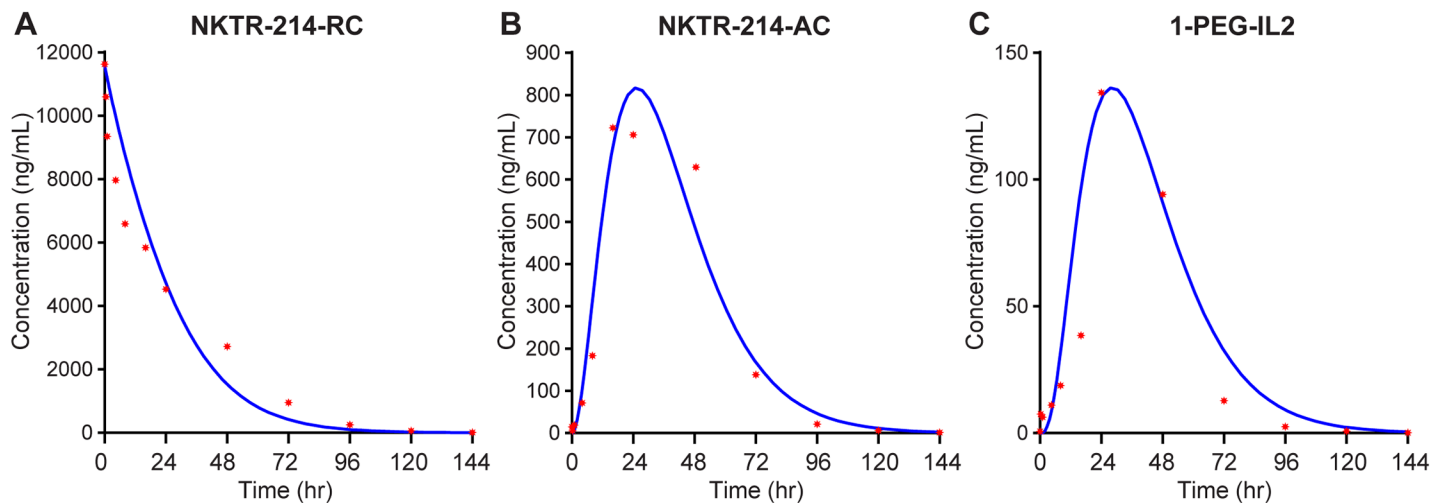 A NKTR-214-RC
12000
10000
8000
6000
4000
2000
0
Concentration (ng/mL)
0 24 48 72 96 120 144
Time (hr)
B NKTR-214-AC
900
800
700
600
500
400
300
200
100
0
Concentration (ng/mL)
0 24 48 72 96 120 144
Time (hr)
C 1-PEG-IL2
150
100
50
0
Concentration (ng/mL)
0 24 48 72 96 120 144
Time (hr)